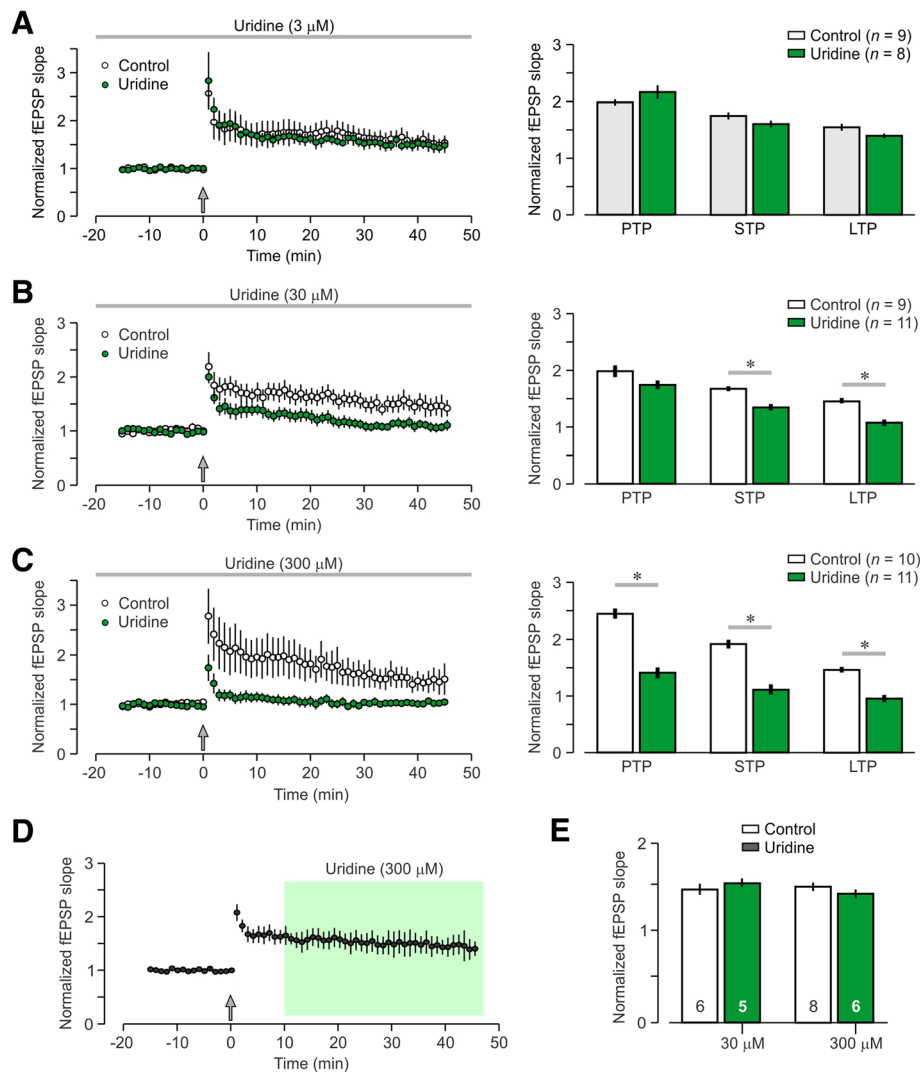 A
Uridine (3 µM)
Normalized fEPSP slope
3
2
1
0
Control
Uridine
-20
-10
0
10
20
30
40
50
Time (min)
Normalized fEPSP slope
3
2
1
0
Control (n = 9)
Uridine (n = 8)
PTP
STP
LTP
B
Uridine (30 µM)
Normalized fEPSP slope
3
2
1
0
Control
Uridine
-20
-10
0
10
20
30
40
50
Time (min)
Normalized fEPSP slope
3
2
1
0
Control (n = 9)
Uridine (n = 11)
*
*
PTP
STP
LTP
C
Uridine (300 µM)
Normalized fEPSP slope
3
2
1
0
Control
Uridine
-20
-10
0
10
20
30
40
50
Time (min)
Normalized fEPSP slope
3
2
1
0
Control (n = 10)
Uridine (n = 11)
*
*
*
PTP
STP
LTP
D
Normalized fEPSP slope
3
2
1
0
Uridine (300 µM)
-20
-10
0
10
20
30
40
50
Time (min)
E
Control
Uridine
Normalized fEPSP slope
2
1
0
6
5
8
6
30 µM
300 µM